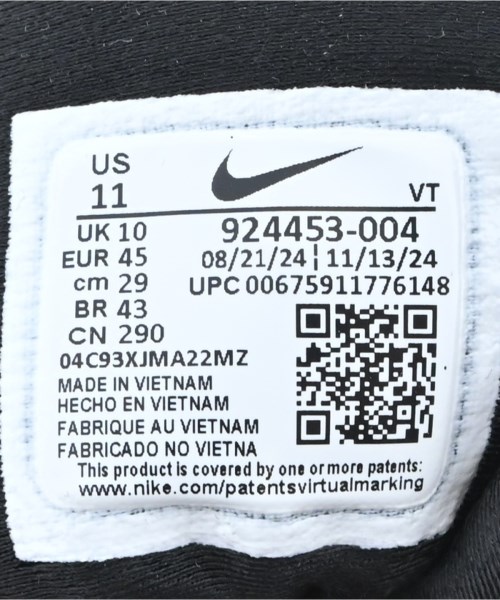 US
11
VT
UK 10
924453-004
EUR 45
08/21/24 | 11/13/24
cm 29
UPC 00675911776148
BR 43
CN 290
04C93XJMA22MZ
MADE IN VIETNAM
HECHO EN VIETNAM
FABRIQUE AU VIETNAM
FABRICADO NO VIETNA
This product is covered by one or more patents:
www.nike.com/patentsvirtualmarking